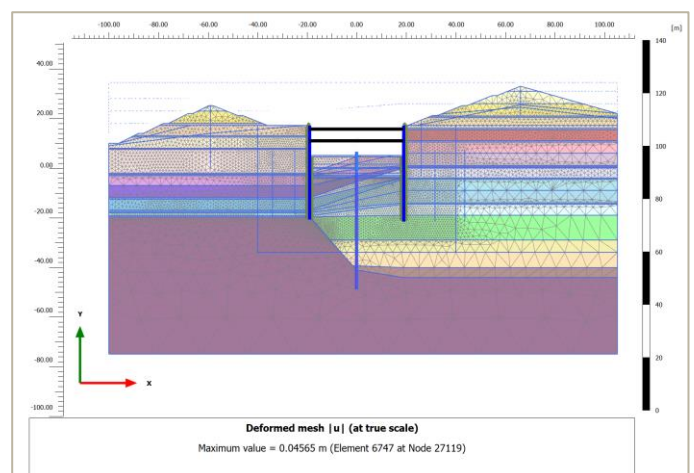 -100.00 -80.00 -60.00 -40.00 -20.00 0.00 20.00 40.00 60.00 80.00 100.00
[m]
140
40.00
120
20.00
0.00
100
-20.00
80
-40.00
60
-60.00
40
Y
-80.00
20
X
-100.00
0
Deformed mesh |u| (at true scale)
Maximum value = 0.04565 m (Element 6747 at Node 27119)